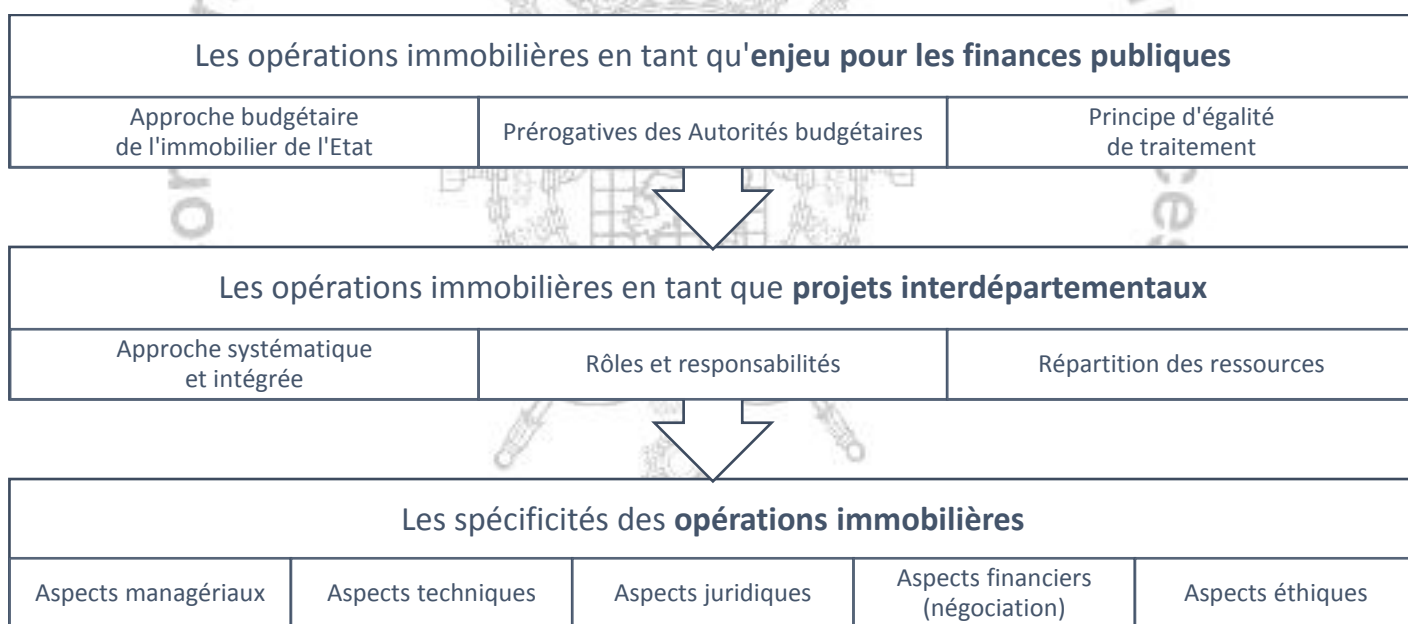 Les opérations immobilières en tant qu'enjeu pour les finances publiques
Approche budgétaire
de l'immobilier de l'Etat
Prérogatives des Autorités budgétaires
Principe d'égalité
de traitement
Les opérations immobilières en tant que projets interdépartementaux
Approche systématique
et intégrée
Rôles et responsabilités
Répartition des ressources
Les spécificités des opérations immobilières
Aspects managériaux
Aspects techniques
Aspects juridiques
Aspects financiers
(négociation)
Aspects éthiques